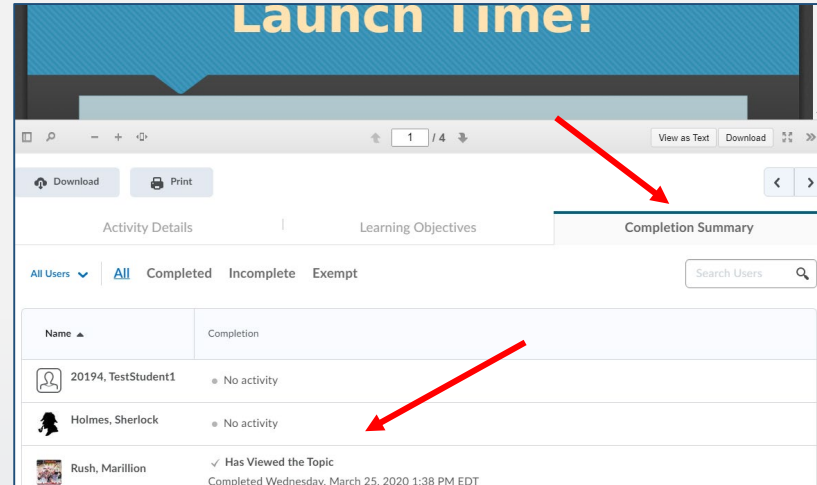 Launch Time!
1 / 4 View as Text Download
Download Print
Activity Details Learning Objectives Completion Summary
All Users All Completed Incomplete Exempt Search Users
Name Completion
20194, TestStudent1 No activity
Holmes, Sherlock No activity
Rush, Marillion Has Viewed the Topic
Completed Wednesday, March 25, 2020 1:38 PM EDT